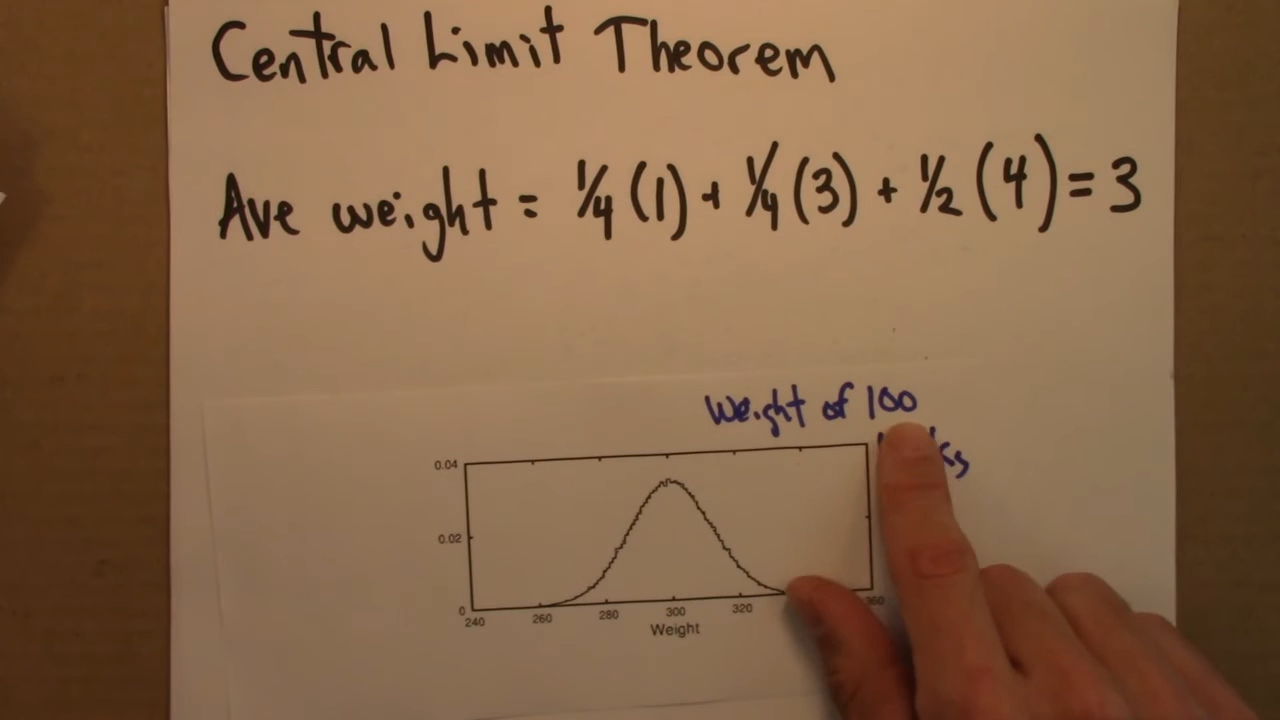 Central Limit Theorem
Ave weight = 1/4 (1) + 1/4 (3) + 1/2 (4) = 3
Weight of 100
0.04
0.02
0
240 260 280 300 320
Weight